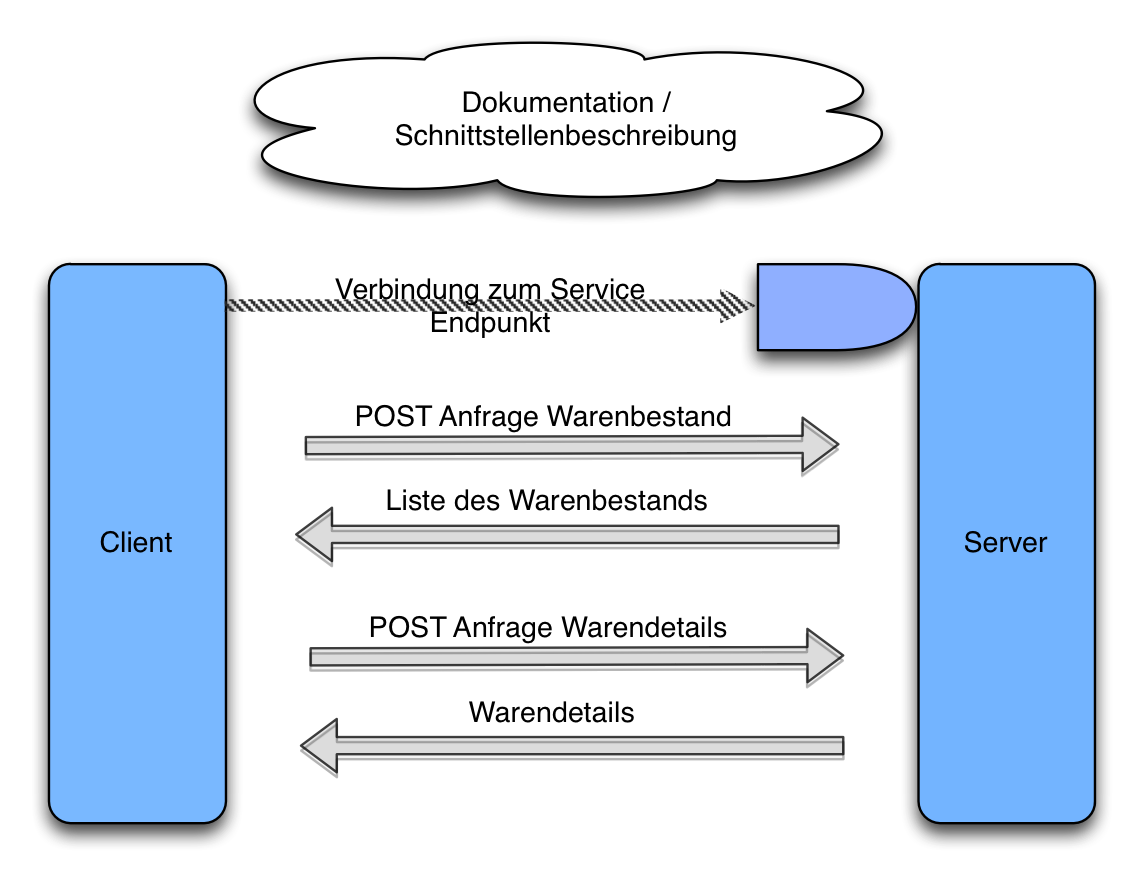 Dokumentation /
Schnittstellenbeschreibung
Verbindung zum Service
Endpunkt
POST Anfrage Warenbestand
Liste des Warenbestands
Client
Server
POST Anfrage Warendetails
Warendetails